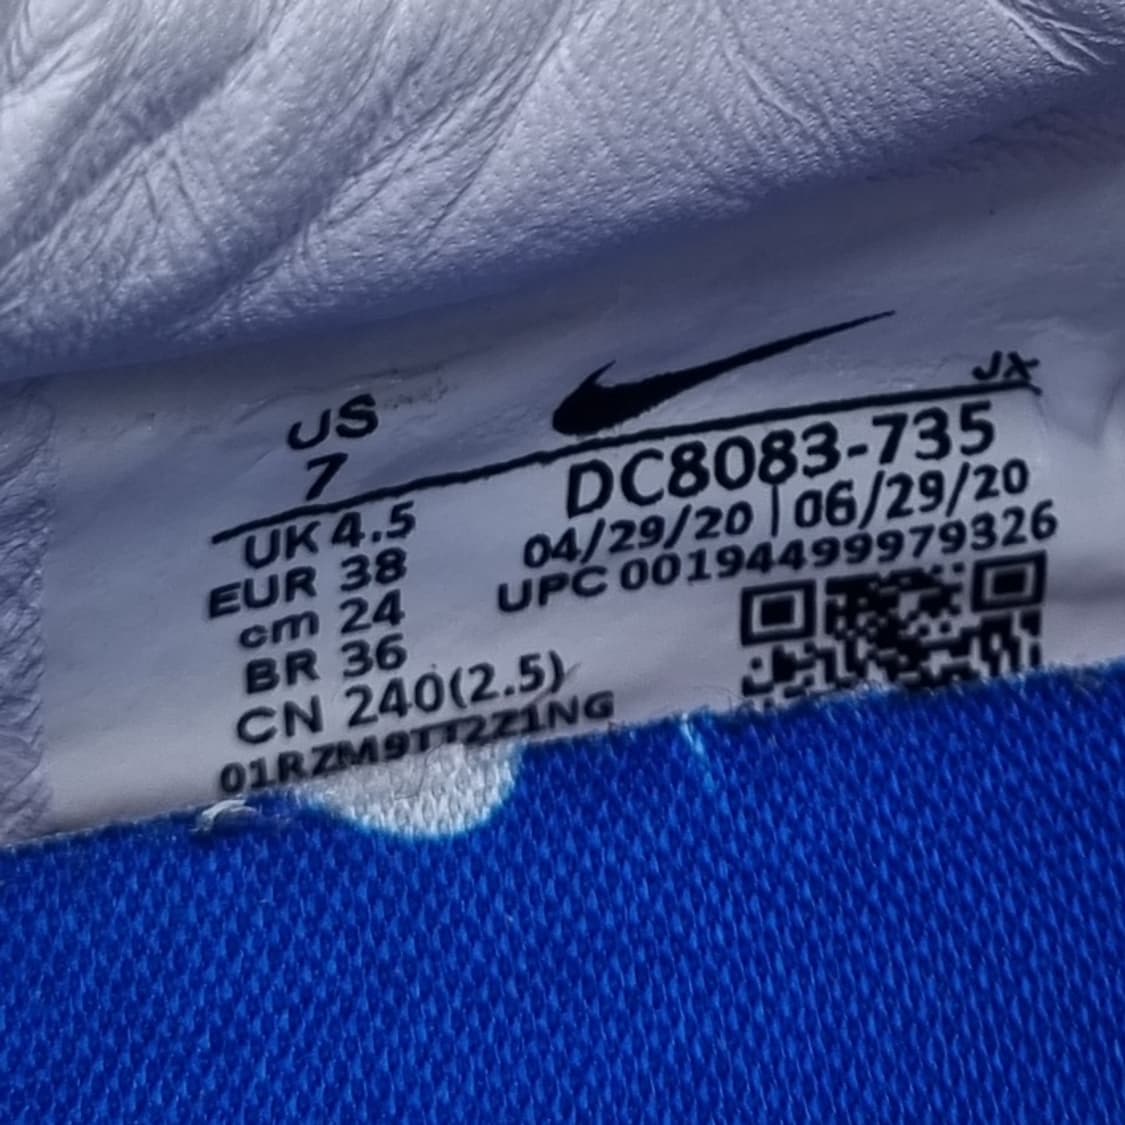 US
7
UK 4.5
EUR 38
cm 24
BR 36
CN 240(2.5)
01RZM9TT2Z1NG
JX
DC8083-735
04/29/20 | 06/29/20
UPC 00194499979326